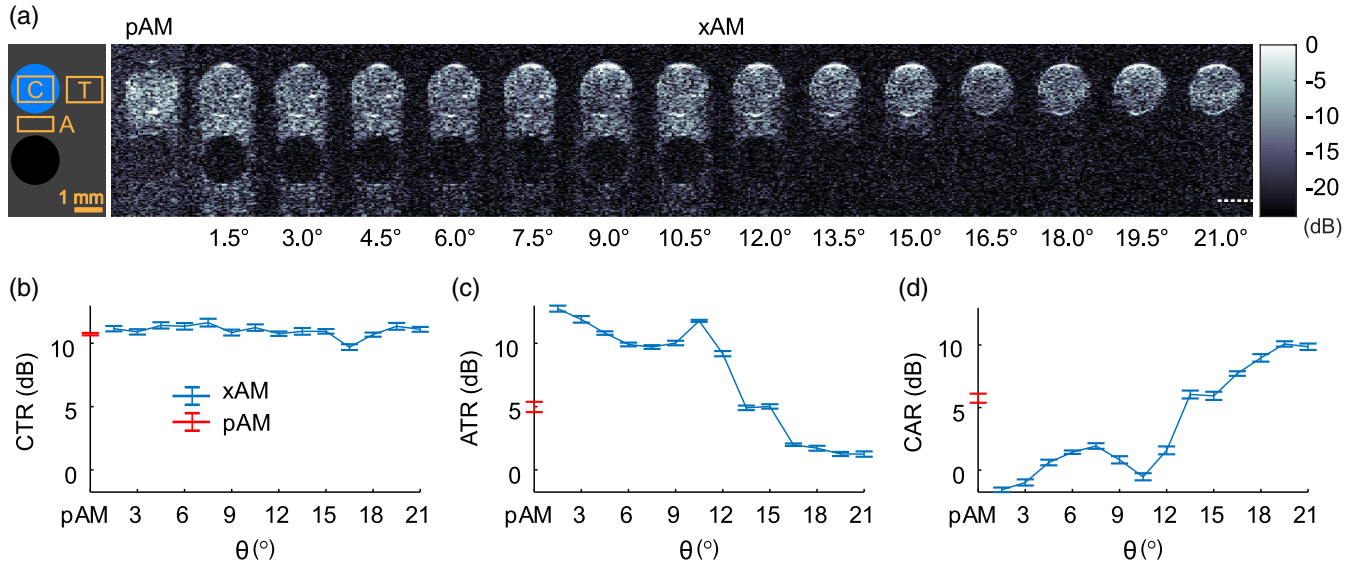 (a)
pAM
xAM
C
T
A
1 mm
0
-5
-10
-15
-20
(dB)
1.5° 3.0° 4.5° 6.0° 7.5° 9.0° 10.5° 12.0° 13.5° 15.0° 16.5° 18.0° 19.5° 21.0°
(b)
CTR (dB)
10
5
0
xAM
pAM
pAM 3 6 9 12 15 18 21
θ (°)
(c)
ATR (dB)
10
5
0
pAM 3 6 9 12 15 18 21
θ (°)
(d)
CAR (dB)
10
5
0
pAM 3 6 9 12 15 18 21
θ (°)